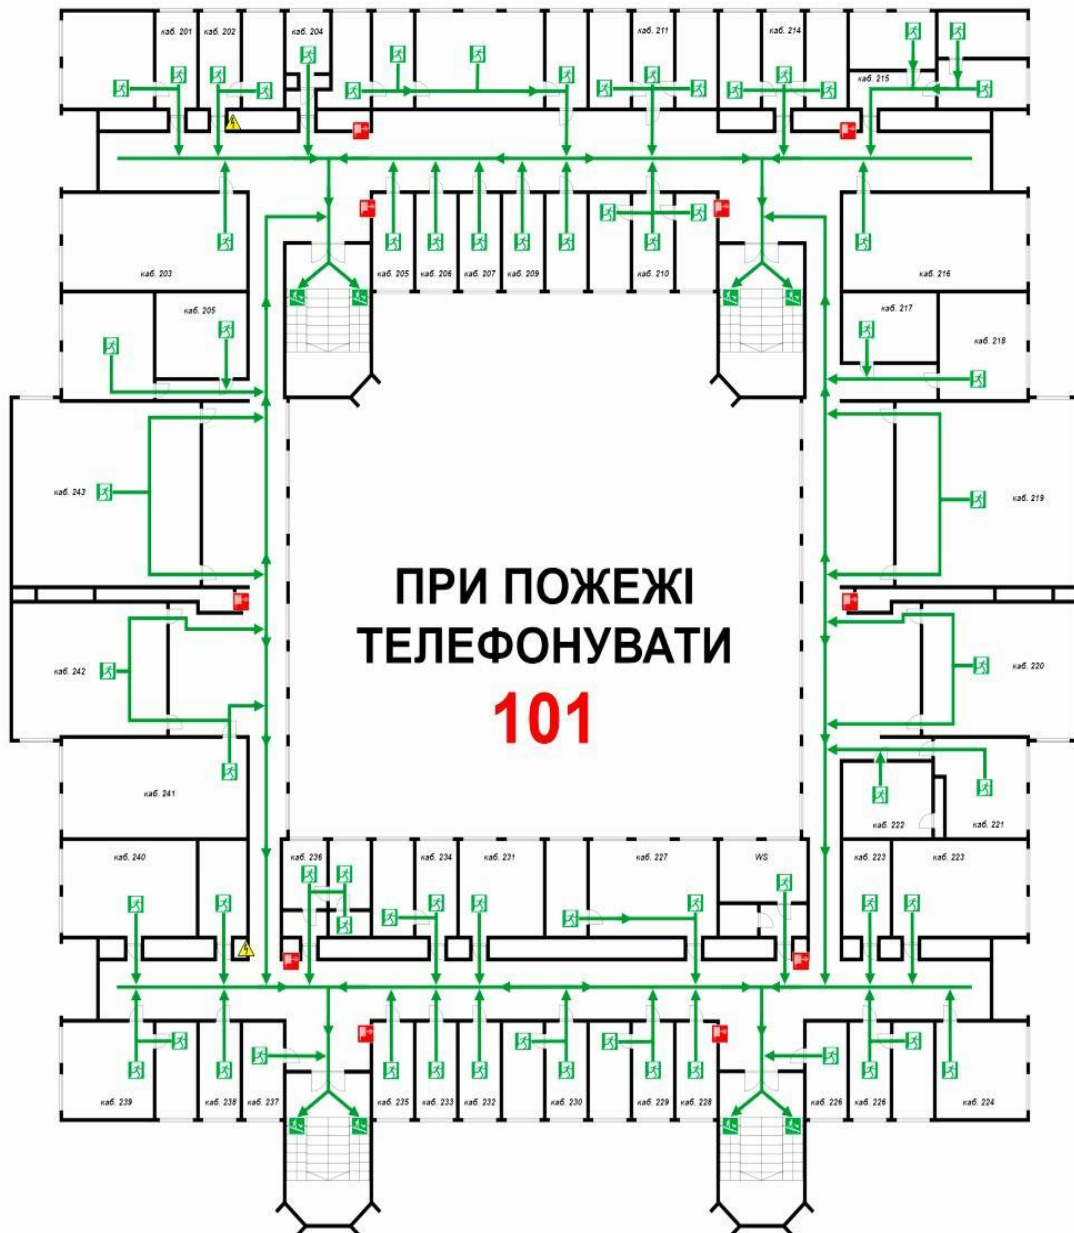 каб. 201
каб. 202
каб. 204
каб. 211
каб. 214
каб. 215
каб. 203
каб. 205
каб. 206
каб. 207
каб. 209
каб. 210
каб. 216
каб. 205
каб. 217
каб. 218
каб. 243
каб. 219
ПРИ ПОЖЕЖІ
ТЕЛЕФОНУВАТИ
101
каб. 242
каб. 220
каб. 241
каб. 222
каб. 221
каб. 240
каб. 236
каб. 234
каб. 231
каб. 227
WS
каб. 223
каб. 223
каб. 239
каб. 238
каб. 237
каб. 235
каб. 233
каб. 232
каб. 230
каб. 229
каб. 228
каб. 226
каб. 226
каб. 224